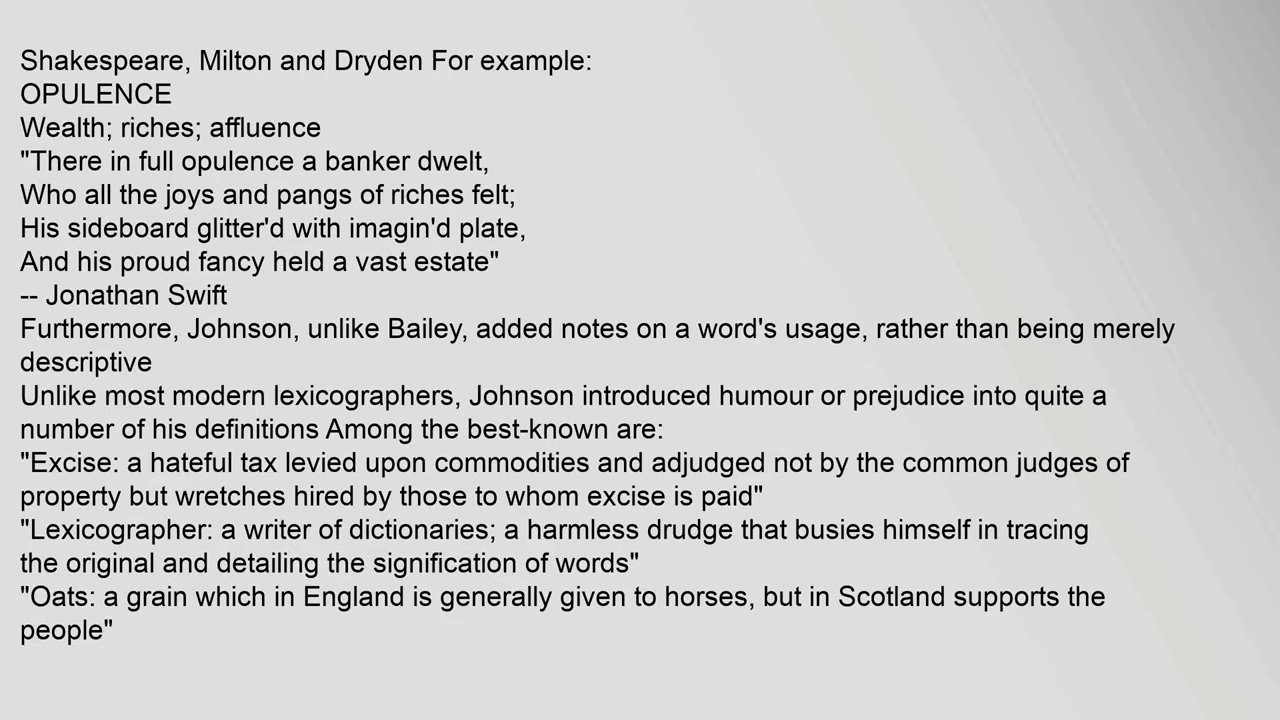 Shakespeare, Milton and Dryden For example:
OPULENCE
Wealth; riches; affluence
"There in full opulence a banker dwelt,
Who all the joys and pangs of riches felt;
His sideboard glitter'd with imagin'd plate,
And his proud fancy held a vast estate"
-- Jonathan Swift
Furthermore, Johnson, unlike Bailey, added notes on a word's usage, rather than being merely
descriptive
Unlike most modern lexicographers, Johnson introduced humour or prejudice into quite a
number of his definitions Among the best-known are:
"Excise: a hateful tax levied upon commodities and adjudged not by the common judges of
property but wretches hired by those to whom excise is paid"
"Lexicographer: a writer of dictionaries; a harmless drudge that busies himself in tracing
the original and detailing the signification of words"
"Oats: a grain which in England is generally given to horses, but in Scotland supports the
people"